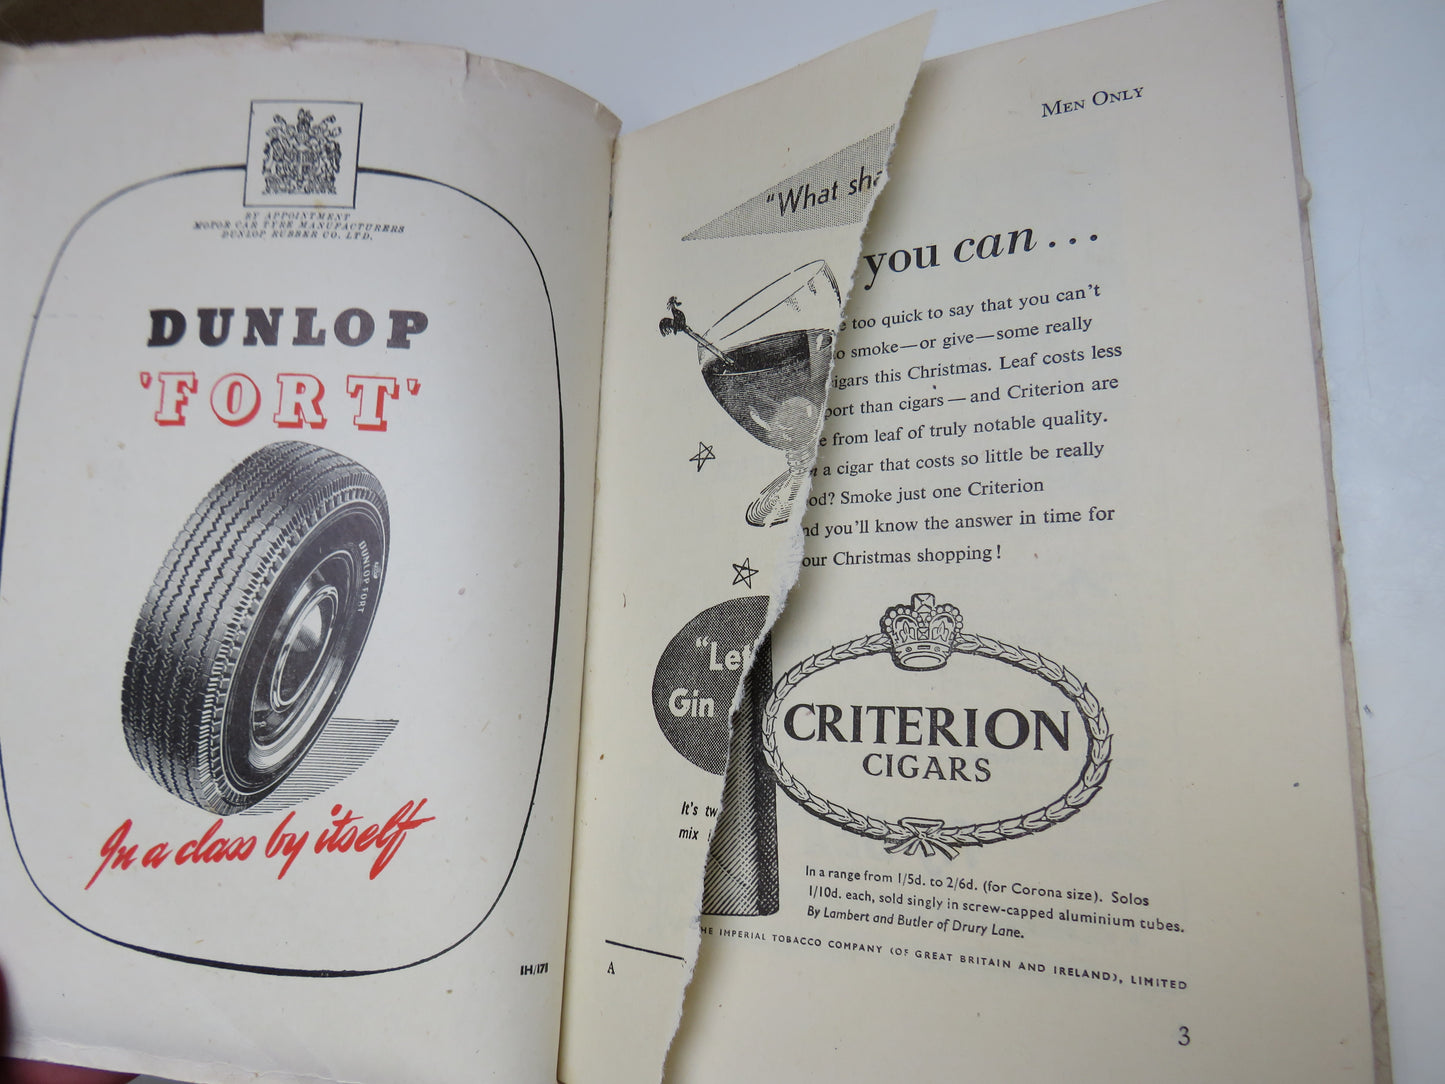 BY APPOINTMENT
MOTOR CAR TYRE MANUFACTURERS
DUNLOP RUBBER CO. LTD.
DUNLOP
'FORT'
DUNLOP FORT
In a class by itself
IH/171
"What sha
"Let
Gin
It's tw
mix i
A
MEN ONLY
you can...
too quick to say that you can't
o smoke—or give—some really
igars this Christmas. Leaf costs less
port than cigars—and Criterion are
e from leaf of truly notable quality.
n a cigar that costs so little be really
od? Smoke just one Criterion
nd you'll know the answer in time for
our Christmas shopping!
CRITERION
CIGARS
In a range from 1/5d. to 2/6d. (for Corona size). Solos
1/10d. each, sold singly in screw-capped aluminium tubes.
By Lambert and Butler of Drury Lane.
HE IMPERIAL TOBACCO COMPANY (OF GREAT BRITAIN AND IRELAND), LIMITED
3